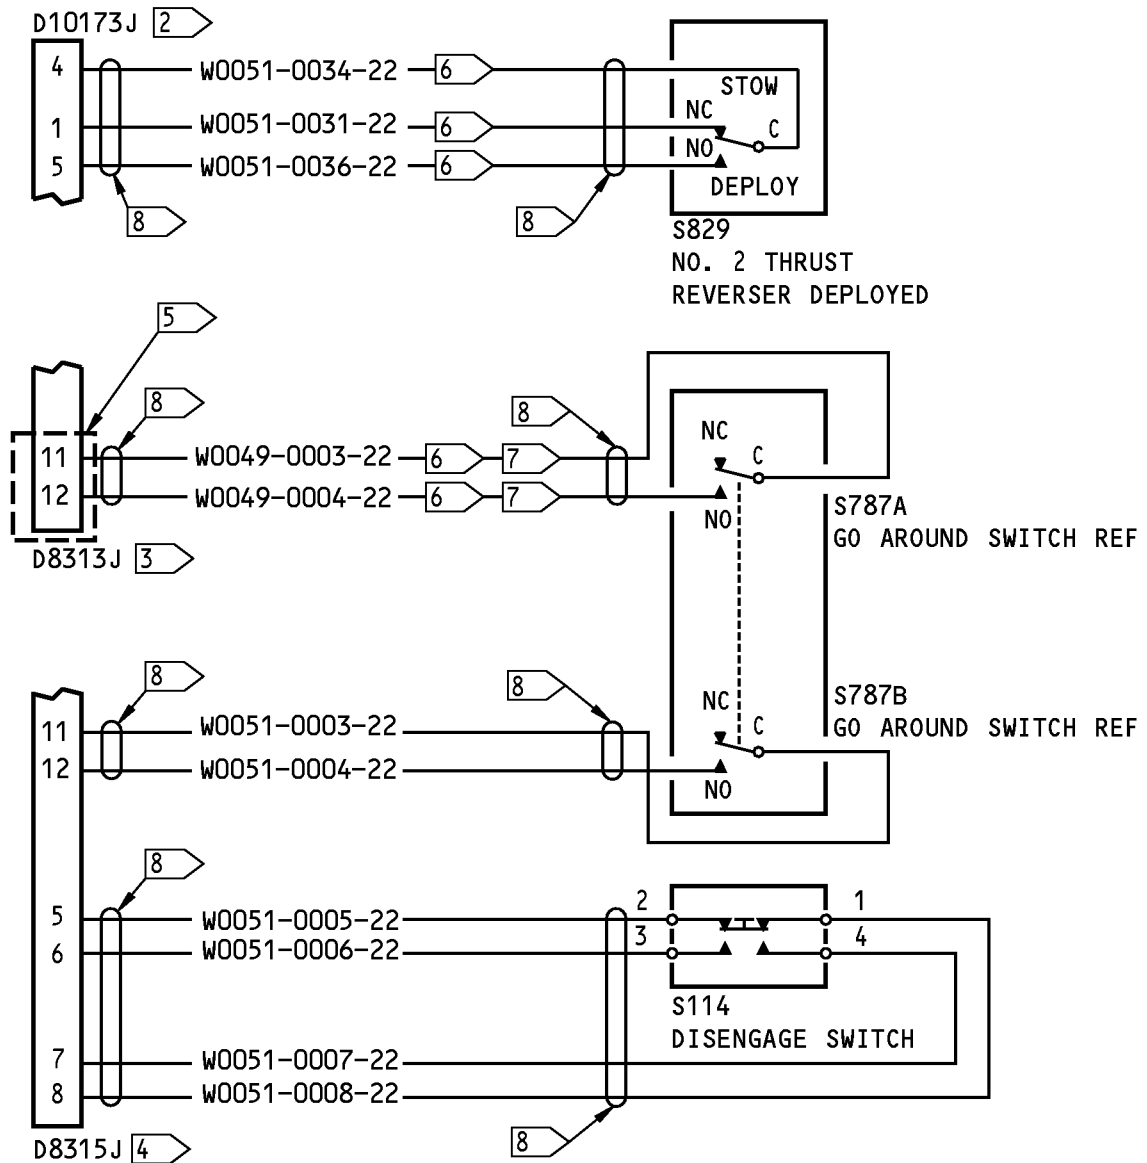 D10173J 2
4 W0051-0034-22 6
STOW
NC
1 W0051-0031-22 6
C
NO
5 W0051-0036-22 6
DEPLOY
8 8
S829
NO. 2 THRUST
REVERSER DEPLOYED
5
8 8
NC
11 W0049-0003-22 6 7
C
12 W0049-0004-22 6 7
NO
S787A
GO AROUND SWITCH REF
D8313J 3
8 8
NC
S787B
GO AROUND SWITCH REF
11 W0051-0003-22
C
12 W0051-0004-22
NO
8
2 1
5 W0051-0005-22
3 4
6 W0051-0006-22
S114
DISENGAGE SWITCH
7 W0051-0007-22
8 W0051-0008-22
D8315J 4
8